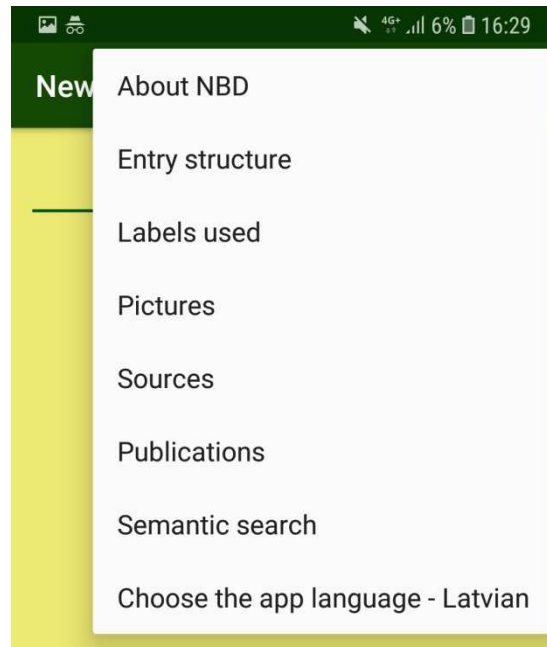 4G+ 6% 16:29
New
About NBD
Entry structure
Labels used
Pictures
Sources
Publications
Semantic search
Choose the app language - Latvian